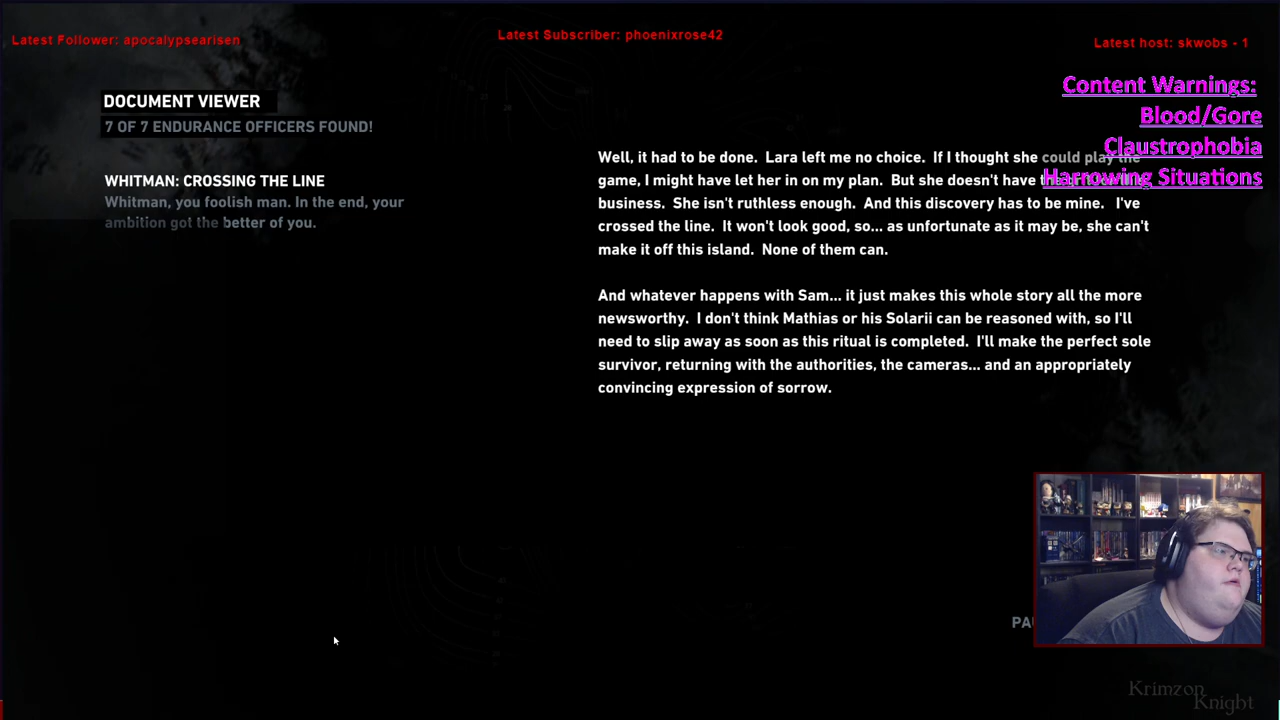 Latest Follower: apocalypsearisen
Latest Subscriber: phoenixrose42
Latest host: skwobs - 1
Content Warnings:
Blood/Gore
Claustrophobia
Harrowing Situations
DOCUMENT VIEWER
7 OF 7 ENDURANCE OFFICERS FOUND!
WHITMAN: CROSSING THE LINE
Whitman, you foolish man. In the end, your
ambition got the better of you.
Well, it had to be done. Lara left me no choice. If I thought she could play the
game, I might have let her in on my plan. But she doesn't have
business. She isn't ruthless enough. And this discovery has to be mine. I've
crossed the line. It won't look good, so... as unfortunate as it may be, she can't
make it off this island. None of them can.
And whatever happens with Sam... it just makes this whole story all the more
newsworthy. I don't think Mathias or his Solarii can be reasoned with, so I'll
need to slip away as soon as this ritual is completed. I'll make the perfect sole
survivor, returning with the authorities, the cameras... and an appropriately
convincing expression of sorrow.
Krimzon
Knight